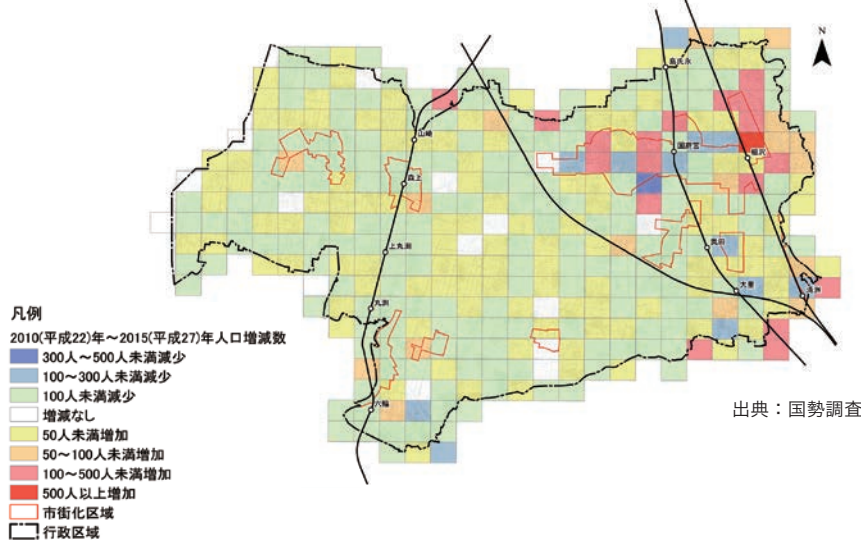 N
島氏永
山崎
国府宮
稲沢
森上
上丸渕
奥田
大里
清洲
丸渕
六輪
凡例
2010(平成22)年～2015(平成27)年人口増減数
300人～500人未満減少
100～300人未満減少
100人未満減少
増減なし
50人未満増加
50～100人未満増加
100～500人未満増加
500人以上増加
市街化区域
行政区域
出典：国勢調査